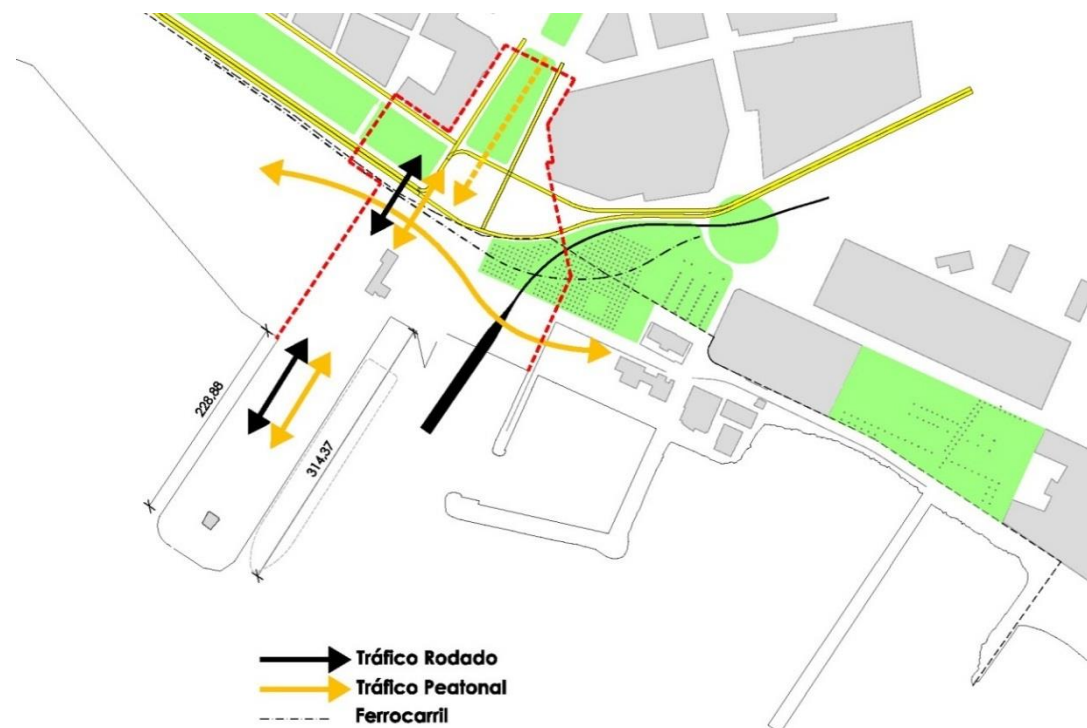 228.88
314.37
Tráfico Rodado
Tráfico Peatonal
Ferrocarril